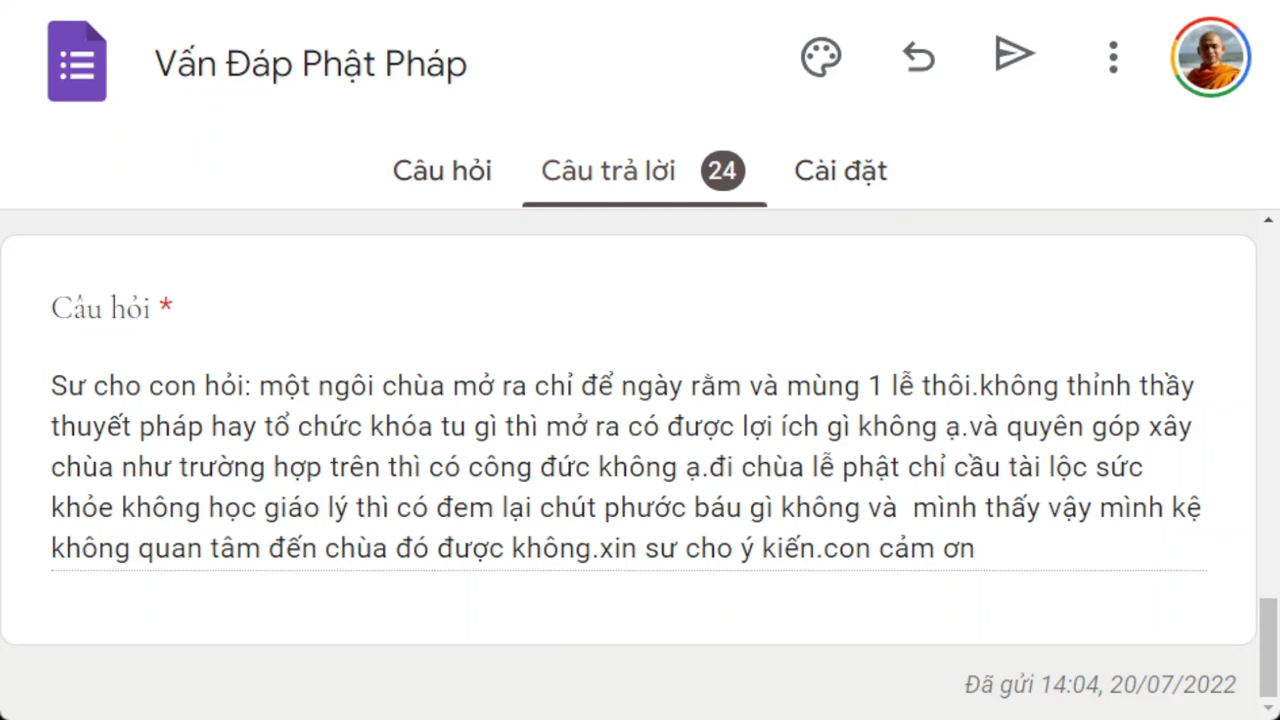 Vấn Đáp Phật Pháp
Câu hỏi
Câu trả lời 24
Cài đặt
Câu hỏi *
Sư cho con hỏi: một ngôi chùa mở ra chỉ để ngày rằm và mùng 1 lễ thôi.không thỉnh thầy
thuyết pháp hay tổ chức khóa tu gì thì mở ra có được lợi ích gì không ạ.và quyên góp xây
chùa như trường hợp trên thì có công đức không ạ.đi chùa lễ phật chỉ cầu tài lộc sức
khỏe không học giáo lý thì có đem lại chút phước báu gì không và  mình thấy vậy mình kệ
không quan tâm đến chùa đó được không.xin sư cho ý kiến.con cảm ơn
Đã gửi 14:04, 20/07/2022